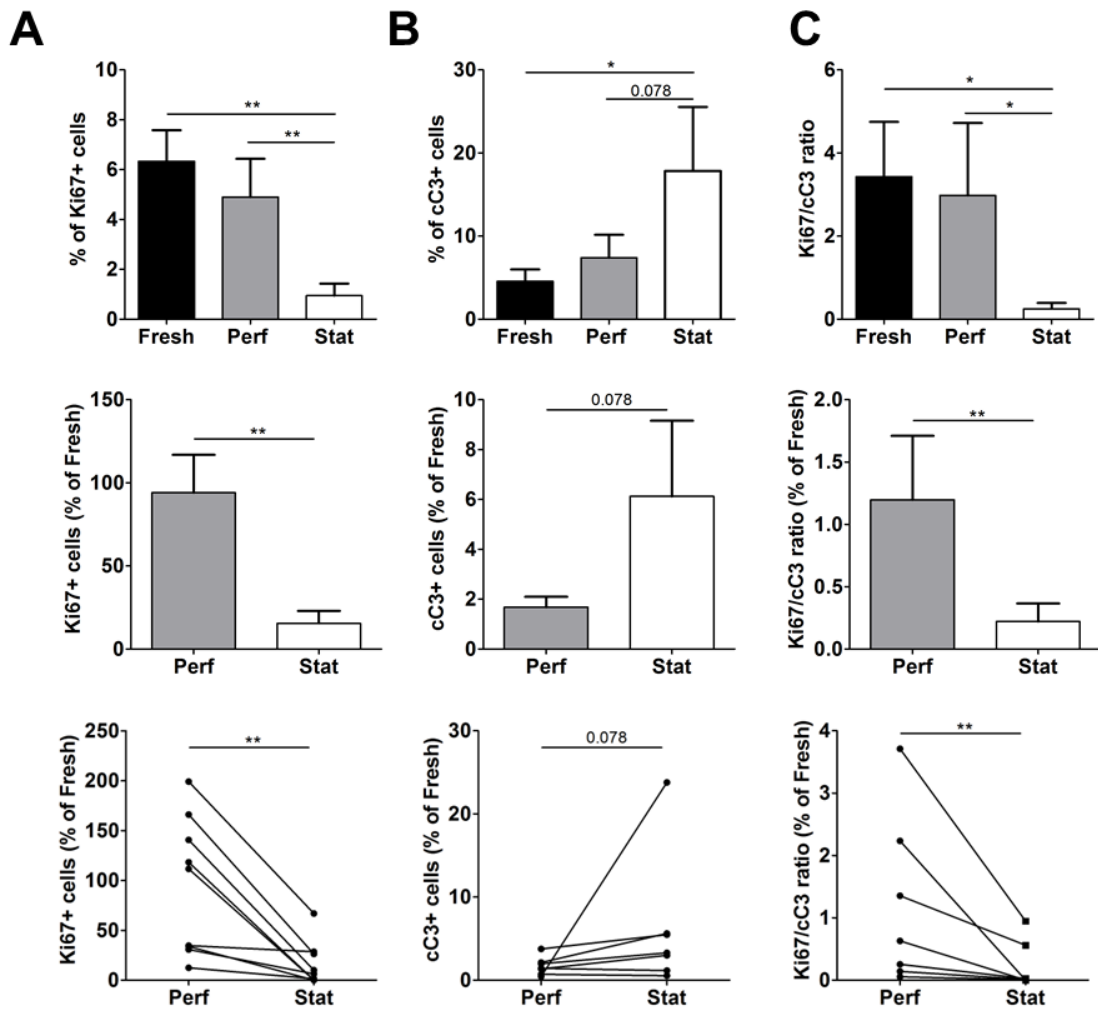 A
B
C
% of Ki67+ cells
10
8
6
4
2
0
**
**
Fresh
Perf
Stat
% of cC3+ cells
30
20
10
0
*
0.078
Fresh
Perf
Stat
Ki67/cC3 ratio
6
4
2
0
*
*
Fresh
Perf
Stat
Ki67+ cells (% of Fresh)
150
100
50
0
**
Perf
Stat
cC3+ cells (% of Fresh)
10
8
6
4
2
0
0.078
Perf
Stat
Ki67/cC3 ratio (% of Fresh)
2.0
1.5
1.0
0.5
0.0
**
Perf
Stat
Ki67+ cells (% of Fresh)
250
200
150
100
50
0
**
Perf
Stat
cC3+ cells (% of Fresh)
30
20
10
0
0.078
Perf
Stat
Ki67/cC3 ratio (% of Fresh)
4
3
2
1
0
**
Perf
Stat